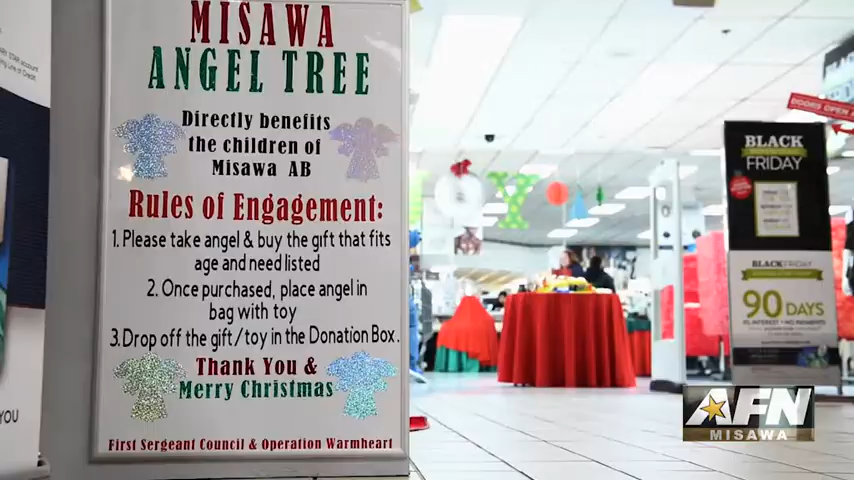 MISAWA
ANGEL TREE
Directly benefits
the children of
Misawa AB
Rules of Engagement:
1. Please take angel & buy the gift that fits
age and need listed
2. Once purchased, place angel in
bag with toy
3. Drop off the gift/toy in the Donation Box.
Thank You &
Merry Christmas
First Sergeant Council & Operation Warmheart
YOU
DOORS OPEN
BLACK
FRIDAY
BLACK FRIDAY
90 DAYS
AFN
MISAWA